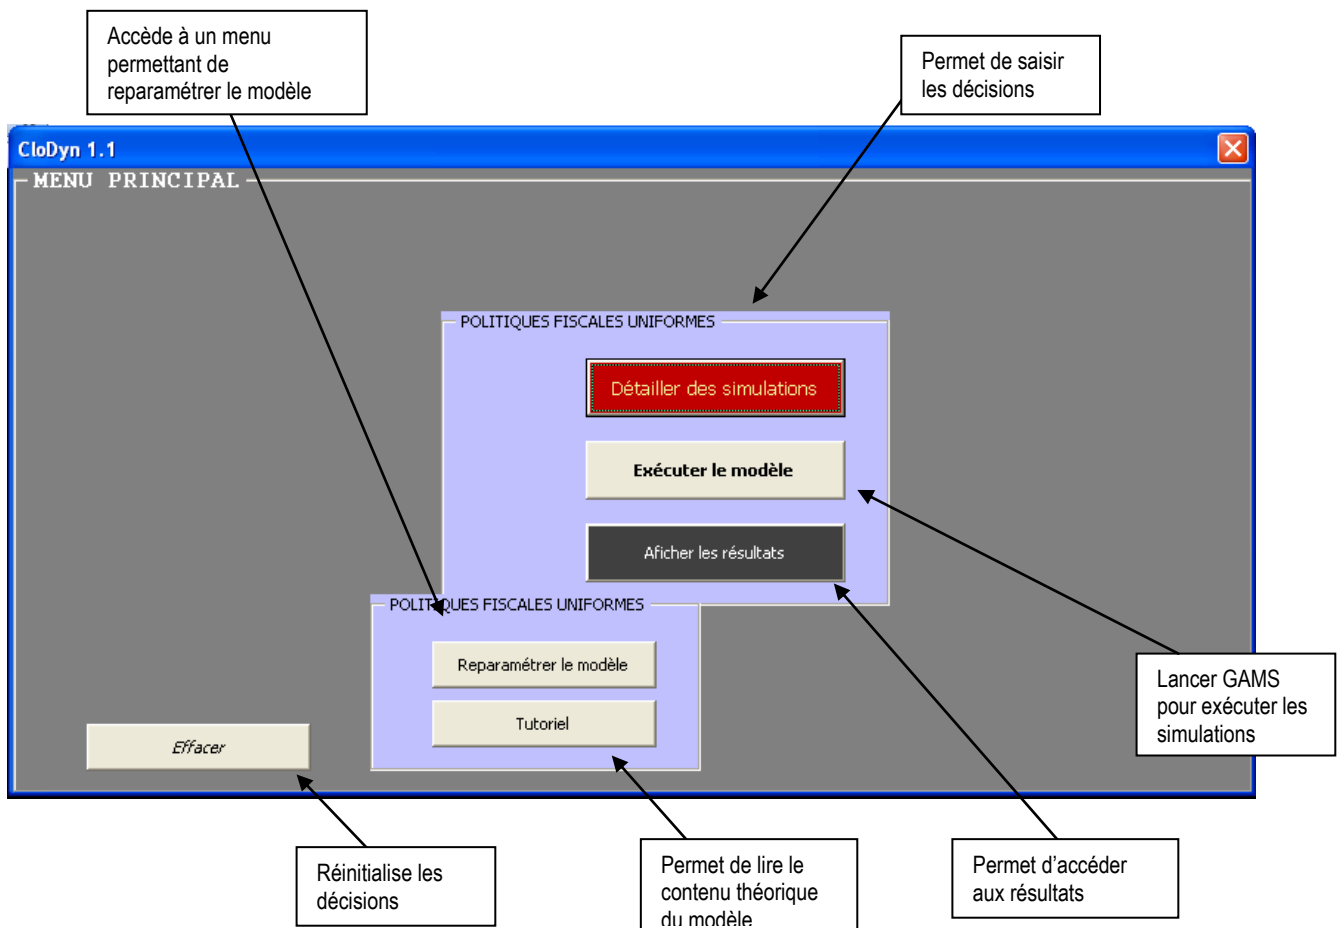 Accède à un menu
permettant de
reparamétrer le modèle
Permet de saisir
les décisions
CloDyn 1.1
MENU PRINCIPAL
POLITIQUES FISCALES UNIFORMES
Détailler des simulations
Exécuter le modèle
Aficher les résultats
POLITIQUES FISCALES UNIFORMES
Reparamétrer le modèle
Tutoriel
Effacer
Lancer GAMS
pour exécuter les
simulations
Réinitialise les
décisions
Permet de lire le
contenu théorique
du modèle
Permet d’accéder
aux résultats